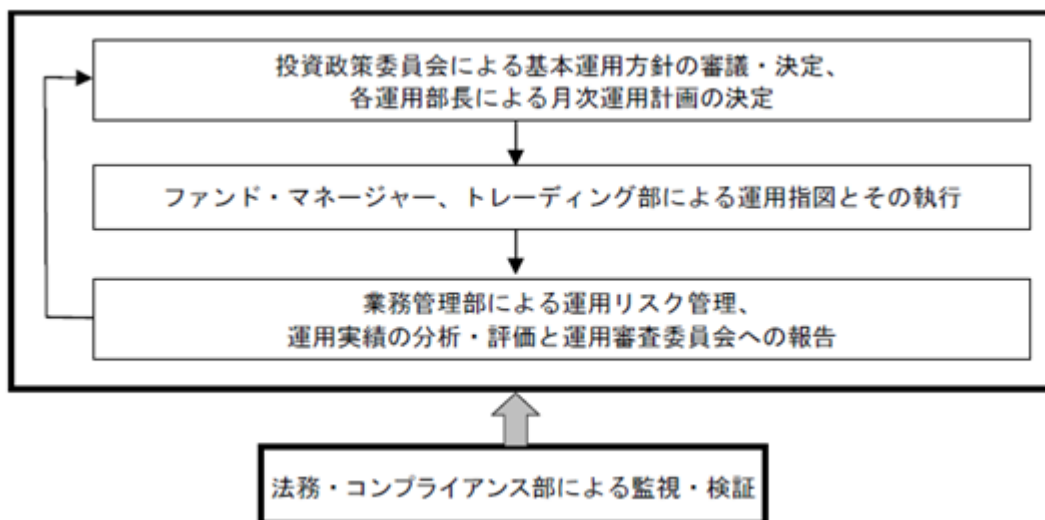 投資政策委員会による基本運用方針の審議・決定、
各運用部長による月次運用計画の決定
ファンド・マネージャー、トレーディング部による運用指図とその執行
業務管理部による運用リスク管理、
運用実績の分析・評価と運用審査委員会への報告
法務・コンプライアンス部による監視・検証